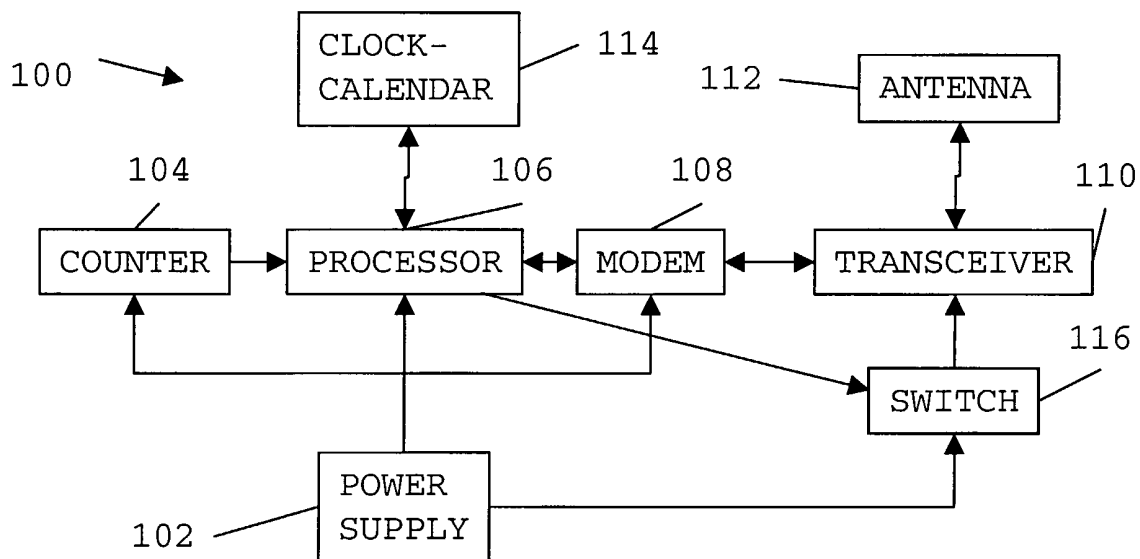 CLOCK-
CALENDAR
114
100
112
ANTENNA
104
106
108
110
COUNTER
PROCESSOR
MODEM
TRANSCEIVER
116
SWITCH
POWER
SUPPLY
102